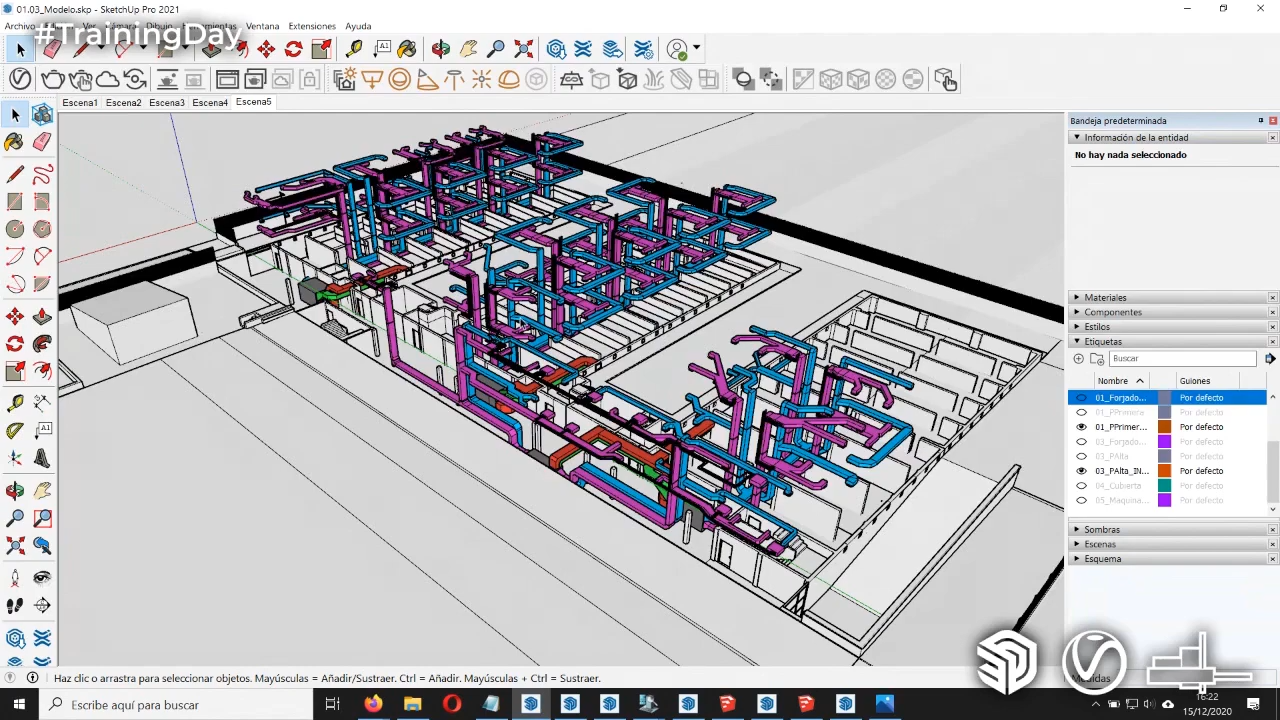 01.03_Modelo.skp - SketchUp Pro 2021
Archivo Ver Cámara Dibujo Herramientas Ventana Extensiones Ayuda
#TrainingDay
A1
Escena1 Escena2 Escena3 Escena4 Escena5
Bandeja predeterminada
Información de la entidad
No hay nada seleccionado
Materiales
Componentes
Estilos
Etiquetas
Buscar
Nombre Guiones
01_Forjado... Por defecto
01_PPrimera Por defecto
01_PPrimer... Por defecto
03_Forjado... Por defecto
03_PAlta Por defecto
03_PAlta_IN... Por defecto
04_Cubierta Por defecto
05_Maquina... Por defecto
Sombras
Escenas
Esquema
A1
Haz clic o arrastra para seleccionar objetos. Mayúsculas = Añadir/Sustraer. Ctrl = Añadir. Mayúsculas + Ctrl = Sustraer.
Medidas
Escribe aquí para buscar
16:22
15/12/2020